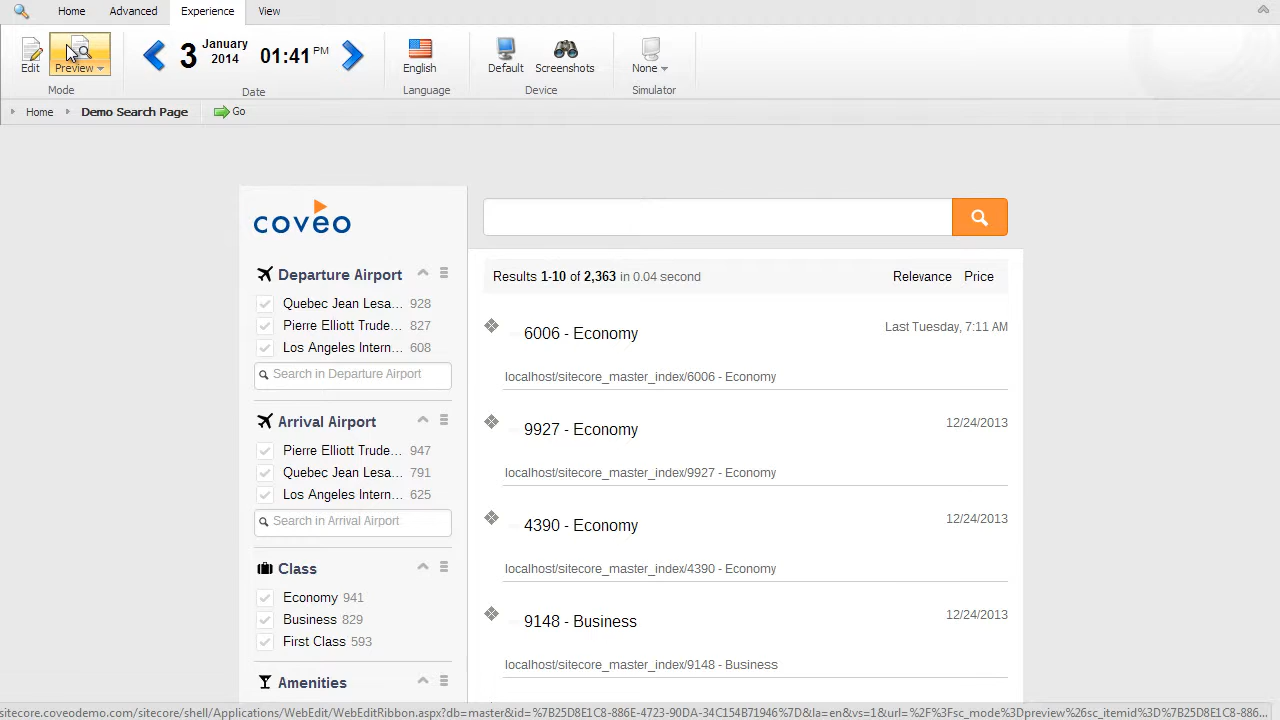 Home Advanced Experience View
Edit Preview 3 January 2014 01:41 PM English Default Screenshots None
Mode Date Language Device Simulator
Home Demo Search Page Go
coveo
Departure Airport
Quebec Jean Lesa... 928
Pierre Elliott Trude... 827
Los Angeles Intern... 608
Search in Departure Airport
Arrival Airport
Pierre Elliott Trude... 947
Quebec Jean Lesa... 791
Los Angeles Intern... 625
Search in Arrival Airport
Class
Economy 941
Business 829
First Class 593
Amenities
Results 1-10 of 2,363 in 0.04 second Relevance Price
6006 - Economy Last Tuesday, 7:11 AM
localhost/sitecore_master_index/6006 - Economy
9927 - Economy 12/24/2013
localhost/sitecore_master_index/9927 - Economy
4390 - Economy 12/24/2013
localhost/sitecore_master_index/4390 - Economy
9148 - Business 12/24/2013
localhost/sitecore_master_index/9148 - Business
sitecore.coveodemo.com/sitecore/shell/Applications/WebEdit/WebEditRibbon.aspx?db=master&id=%7B25D8E1C8-886E-4723-90DA-34C154B71946%7D&la=en&vs=1&url=%2F%3Fsc_mode%3Dpreview%26sc_itemid%3D%7B25D8E1C8-886...